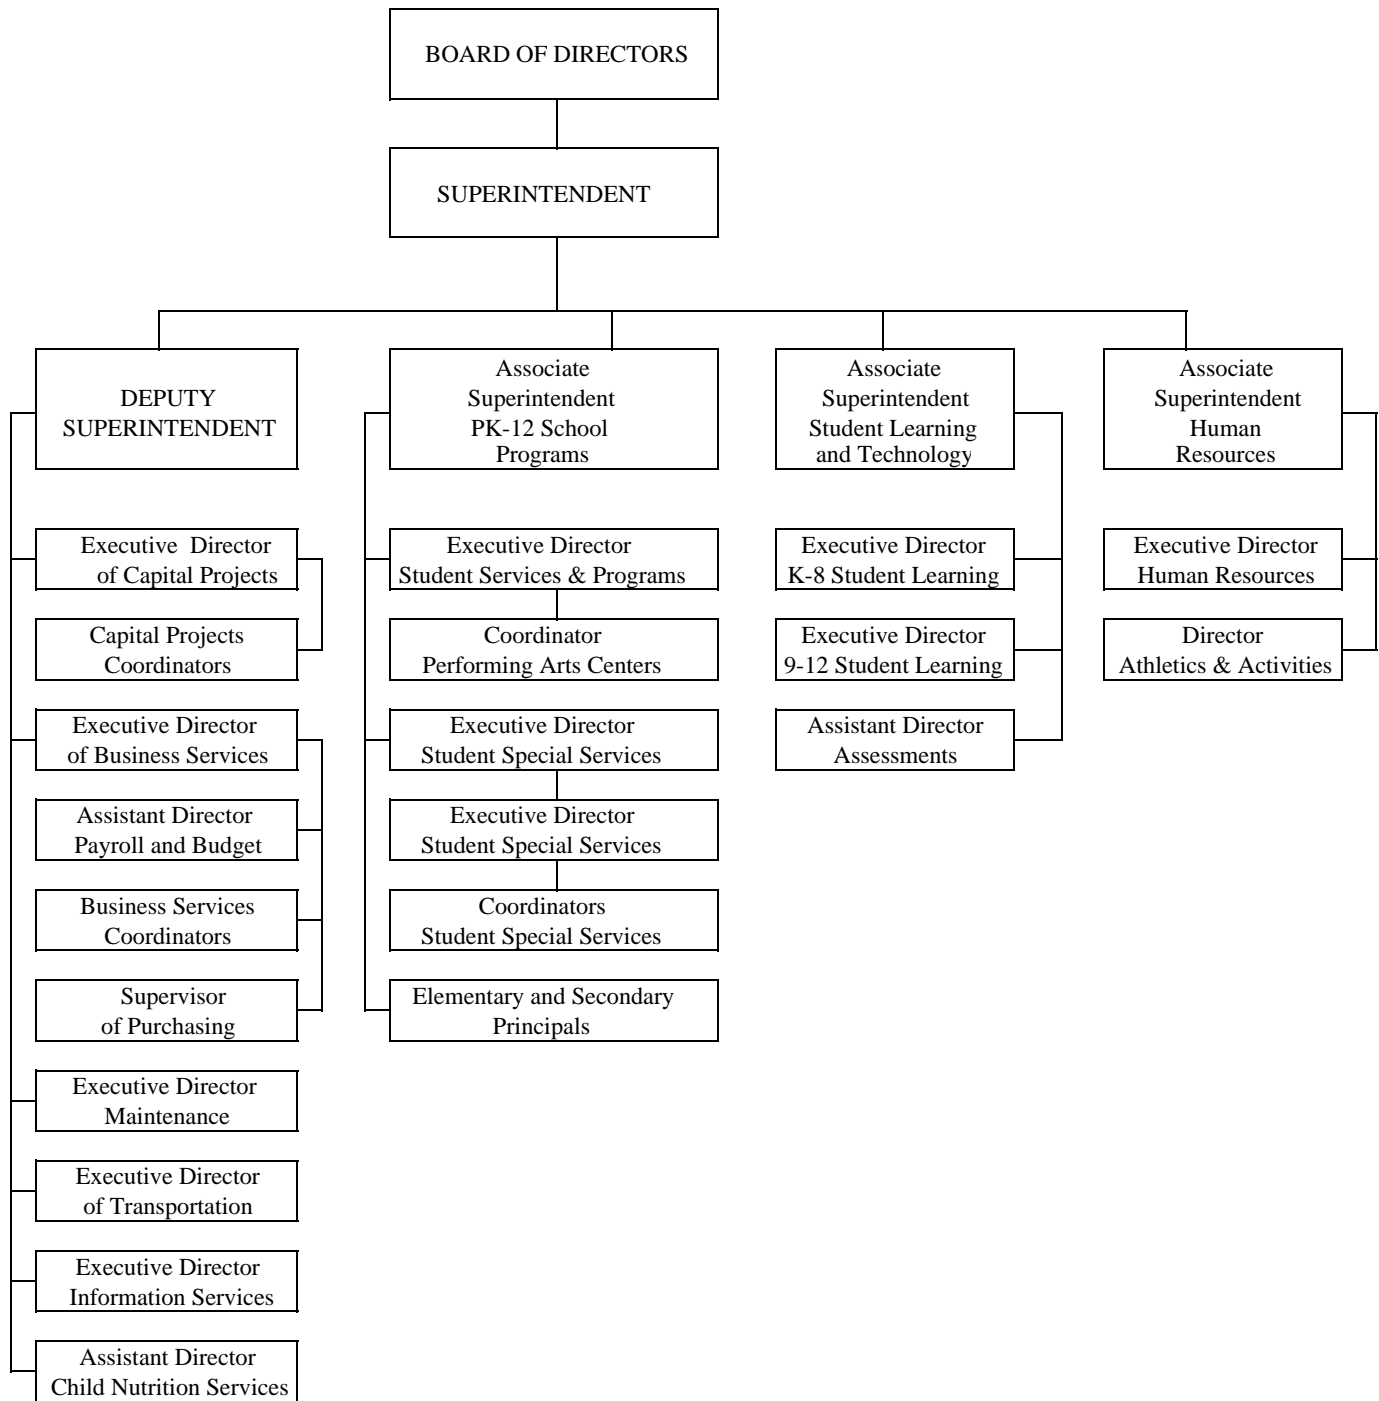 BOARD OF DIRECTORS
SUPERINTENDENT
DEPUTY
SUPERINTENDENT
Associate
Superintendent
PK-12 School
Programs
Associate
Superintendent
Student Learning
and Technology
Associate
Superintendent
Human
Resources
Executive Director
of Capital Projects
Capital Projects
Coordinators
Executive Director
of Business Services
Assistant Director
Payroll and Budget
Business Services
Coordinators
Supervisor
of Purchasing
Executive Director
Maintenance
Executive Director
of Transportation
Executive Director
Information Services
Assistant Director
Child Nutrition Services
Executive Director
Student Services & Programs
Coordinator
Performing Arts Centers
Executive Director
Student Special Services
Executive Director
Student Special Services
Coordinators
Student Special Services
Elementary and Secondary
Principals
Executive Director
K-8 Student Learning
Executive Director
9-12 Student Learning
Assistant Director
Assessments
Executive Director
Human Resources
Director
Athletics & Activities